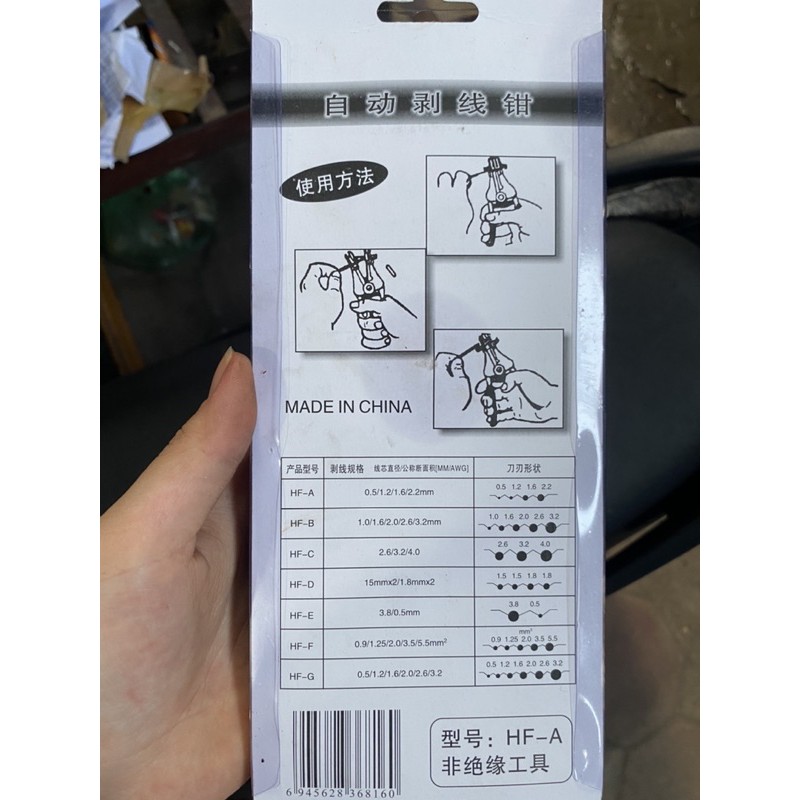 自动剥线钳
使用方法
MADE IN CHINA
产品型号 剥线规格 线芯直径/公称断面积[MM/AWG] 刀刃形状
HF-A 0.5/1.2/1.6/2.2mm 0.5 1.2 1.6 2.2
HF-B 1.0/1.6/2.0/2.6/3.2mm 1.0 1.6 2.0 2.6 3.2
HF-C 2.6/3.2/4.0 2.6 3.2 4.0
HF-D 15mmx2/1.8mmx2 1.5 1.5 1.8 1.8
HF-E 3.8/0.5mm 3.8 0.5
mm²
HF-F 0.9/1.25/2.0/3.5/5.5mm² 0.9 1.25 2.0 3.5 5.5
HF-G 0.5/1.2/1.6/2.0/2.6/3.2 0.5 1.2 1.6 2.0 2.6 3.2
型号：HF-A
非绝缘工具
6 945628 368160